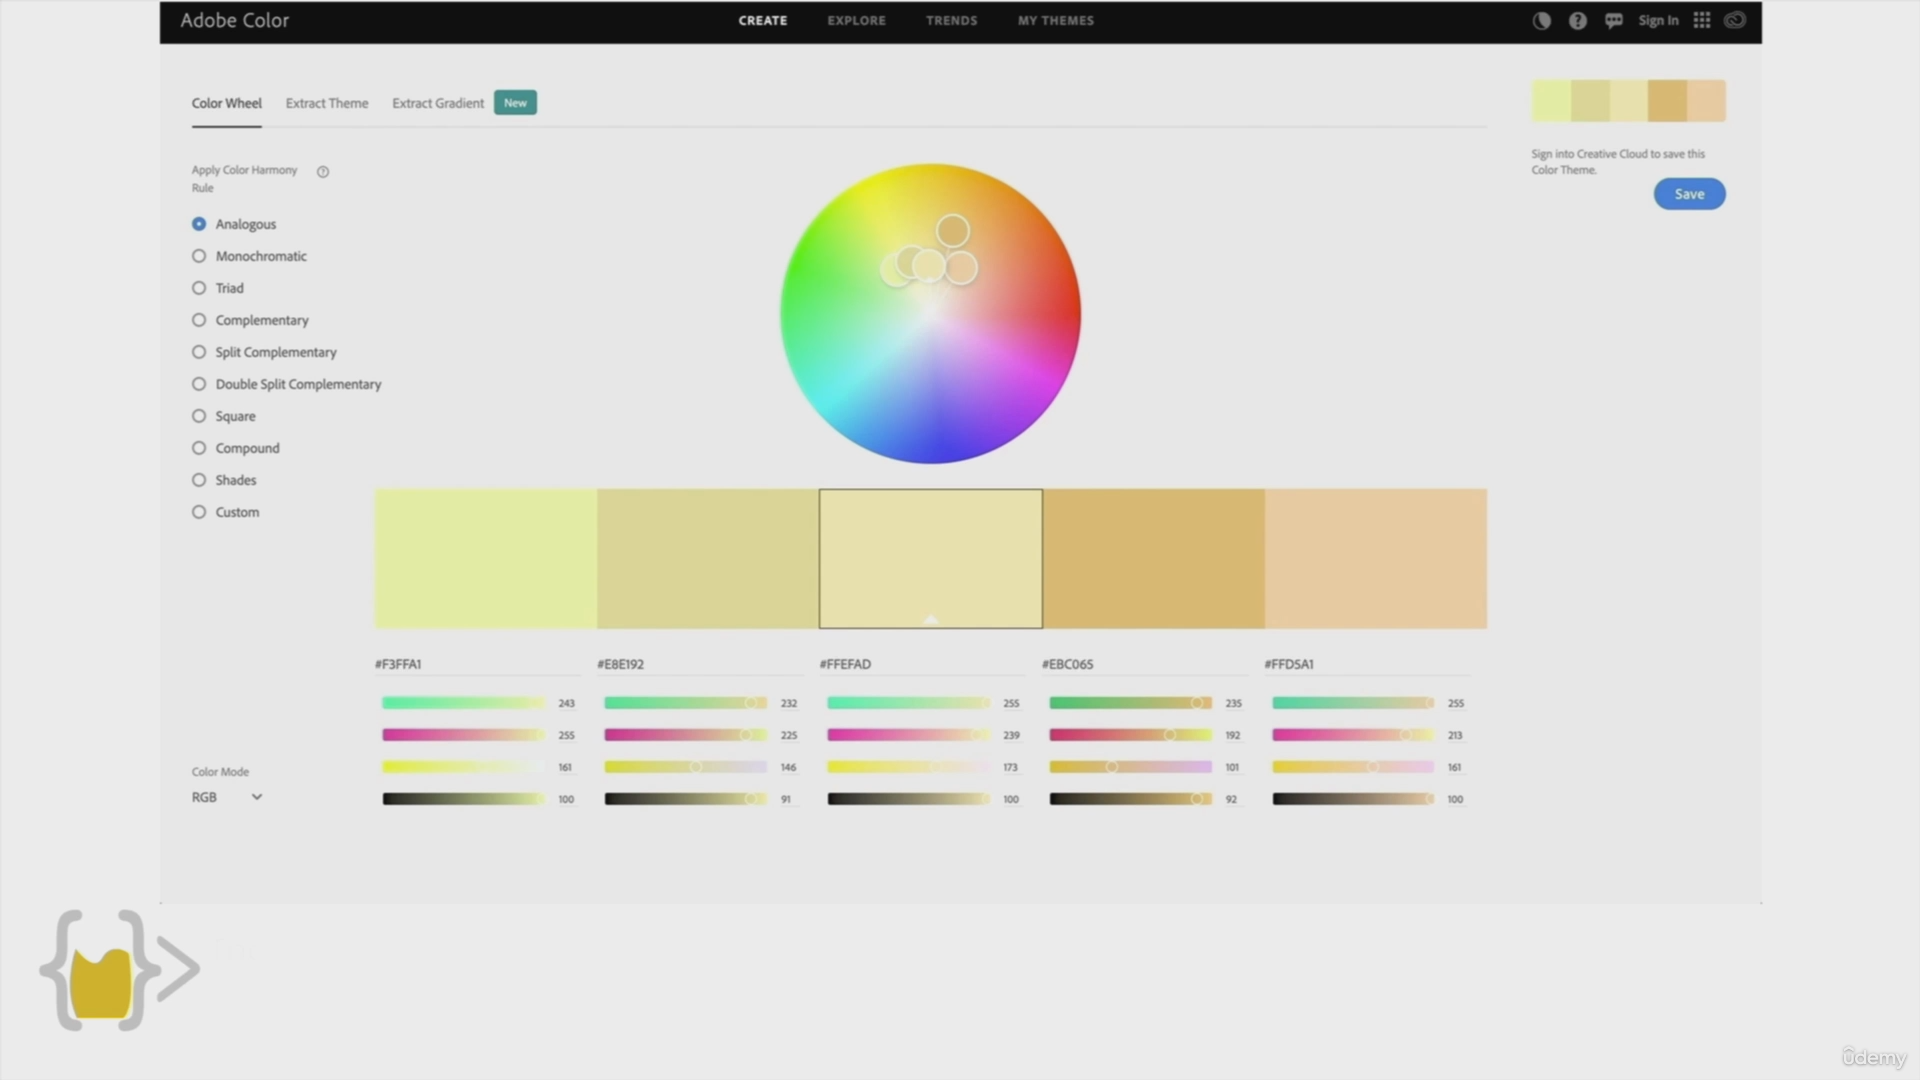 Adobe Color
CREATE EXPLORE TRENDS MY THEMES
Sign In
Color Wheel Extract Theme Extract Gradient New
Sign into Creative Cloud to save this
Color Theme.
Save
Apply Color Harmony
Rule
Analogous
Monochromatic
Triad
Complementary
Split Complementary
Double Split Complementary
Square
Compound
Shades
Custom
#F3FFA1 #E8E192 #FFEFAD #EBC065 #FFD5A1
243 232 255 235 255
255 225 239 192 213
161 146 173 101 161
100 91 100 92 100
Color Mode
RGB
ûdemy